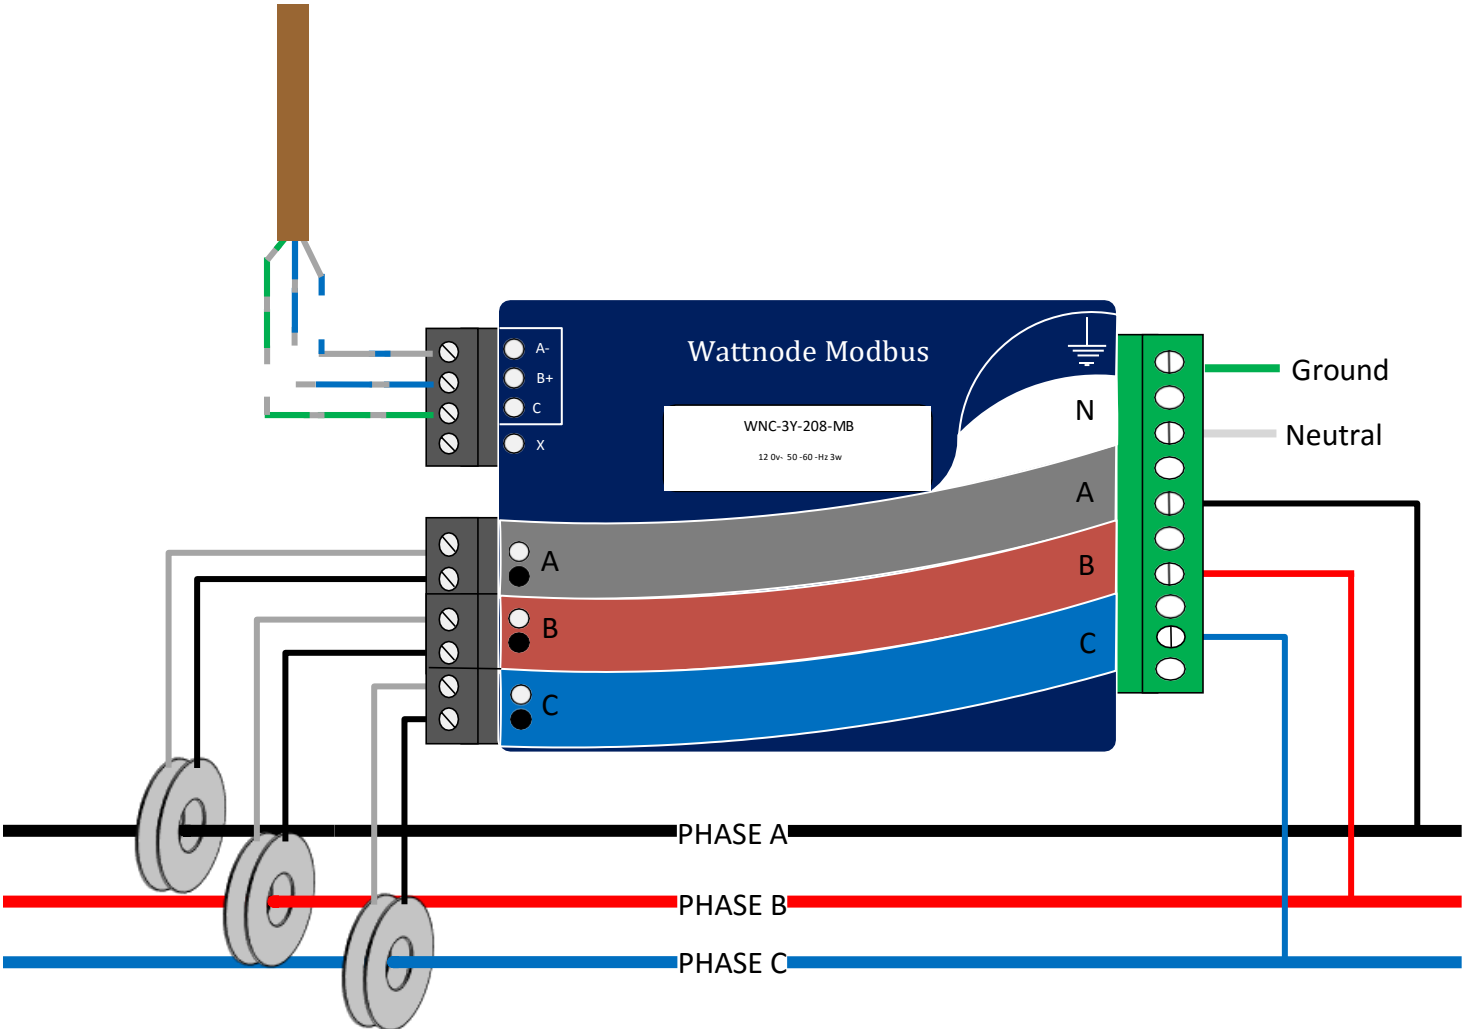 Wattnode Modbus
WNC-3Y-208-MB
12 0v- 50 -60 -Hz 3w
A-
B+
C
X
N
A
B
C
A
B
C
Ground
Neutral
PHASE A
PHASE B
PHASE C